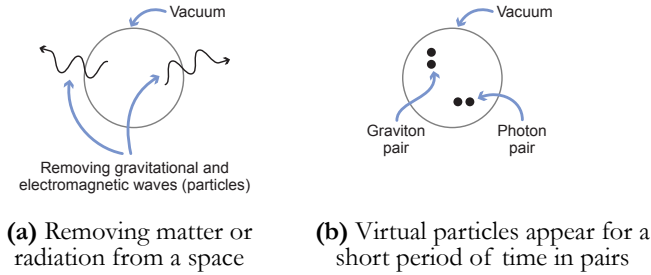 Vacuum
Removing gravitational and
electromagnetic waves (particles)
(a) Removing matter or
radiation from a space
Vacuum
Graviton
pair
Photon
pair
(b) Virtual particles appear for a
short period of time in pairs